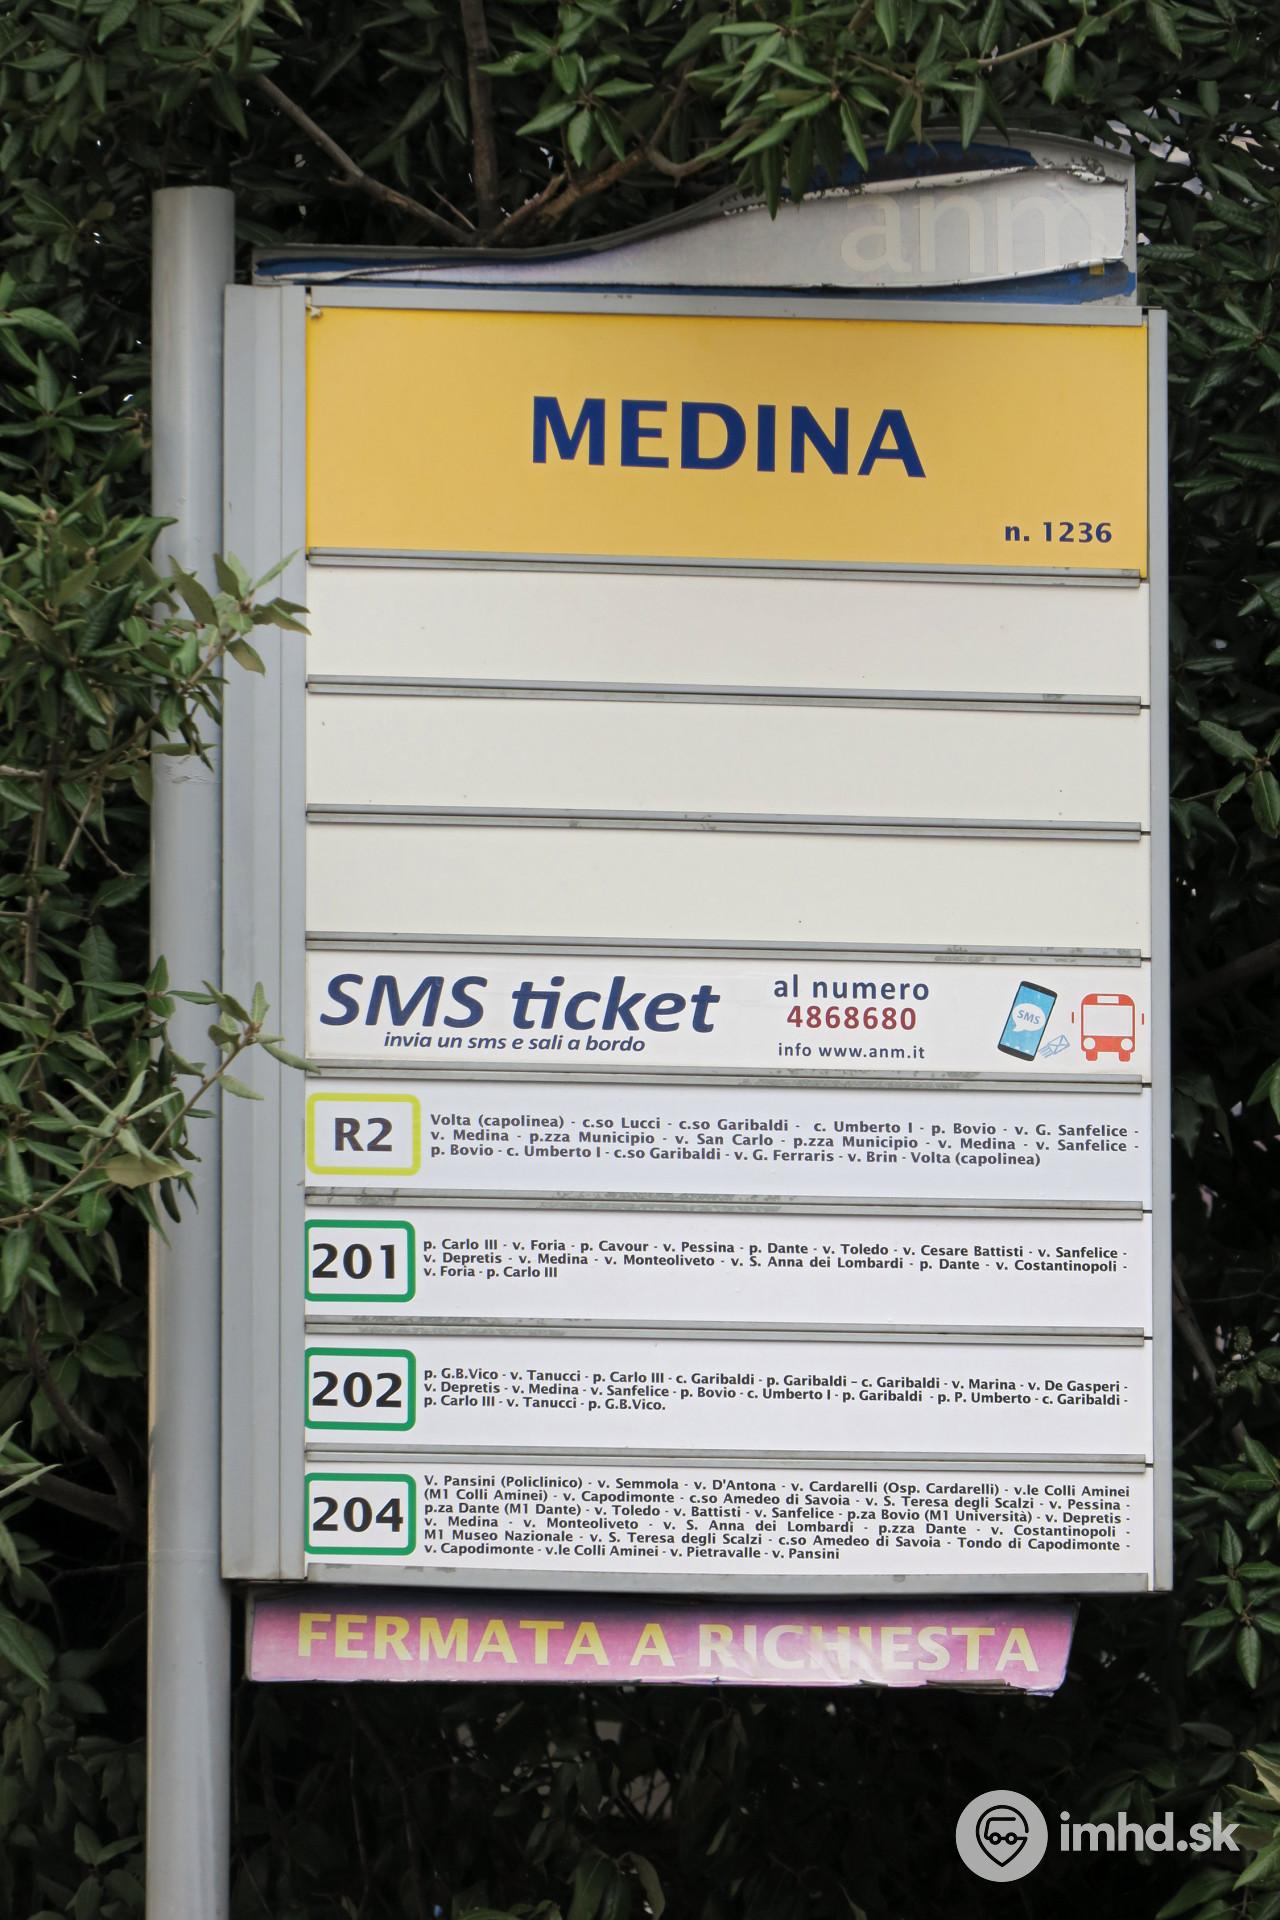 anm
MEDINA
n. 1236
SMS ticket
invia un sms e sali a bordo
al numero
4868680
info www.anm.it
SMS
R2
Volta (capolinea) - c.so Lucci - c.so Garibaldi - c. Umberto I - p. Bovio - v. G. Sanfelice -
v. Medina - p.zza Municipio - v. San Carlo - p.zza Municipio - v. Medina - v. Sanfelice -
p. Bovio - c. Umberto I - c.so Garibaldi - v. G. Ferraris - v. Brin - Volta (capolinea)
201
p. Carlo III - v. Foria - p. Cavour - v. Pessina - p. Dante - v. Toledo - v. Cesare Battisti - v. Sanfelice -
v. Depretis - v. Medina - v. Monteoliveto - v. S. Anna dei Lombardi - p. Dante - v. Costantinopoli -
v. Foria - p. Carlo III
202
p. G.B.Vico - v. Tanucci - p. Carlo III - c. Garibaldi - p. Garibaldi - c. Garibaldi - v. Marina - v. De Gasperi -
v. Depretis - v. Medina - v. Sanfelice - p. Bovio - c. Umberto I - p. Garibaldi - p. P. Umberto - c. Garibaldi -
p. Carlo III - v. Tanucci - p. G.B.Vico.
204
V. Pansini (Policlinico) - v. Semmola - v. D'Antona - v. Cardarelli (Osp. Cardarelli) - v.le Colli Aminei
(M1 Colli Aminei) - v. Capodimonte - c.so Amedeo di Savoia - v. S. Teresa degli Scalzi - v. Pessina -
p.za Dante (M1 Dante) - v. Toledo - v. Battisti - v. Sanfelice - p.za Bovio (M1 Università) - v. Depretis -
v. Medina - v. Monteoliveto - v. S. Anna dei Lombardi - p.zza Dante - v. Costantinopoli -
M1 Museo Nazionale - v. S. Teresa degli Scalzi - c.so Amedeo di Savoia - Tondo di Capodimonte -
v. Capodimonte - v.le Colli Aminei - v. Pietravalle - v. Pansini
FERMATA A RICHIESTA
imhd.sk